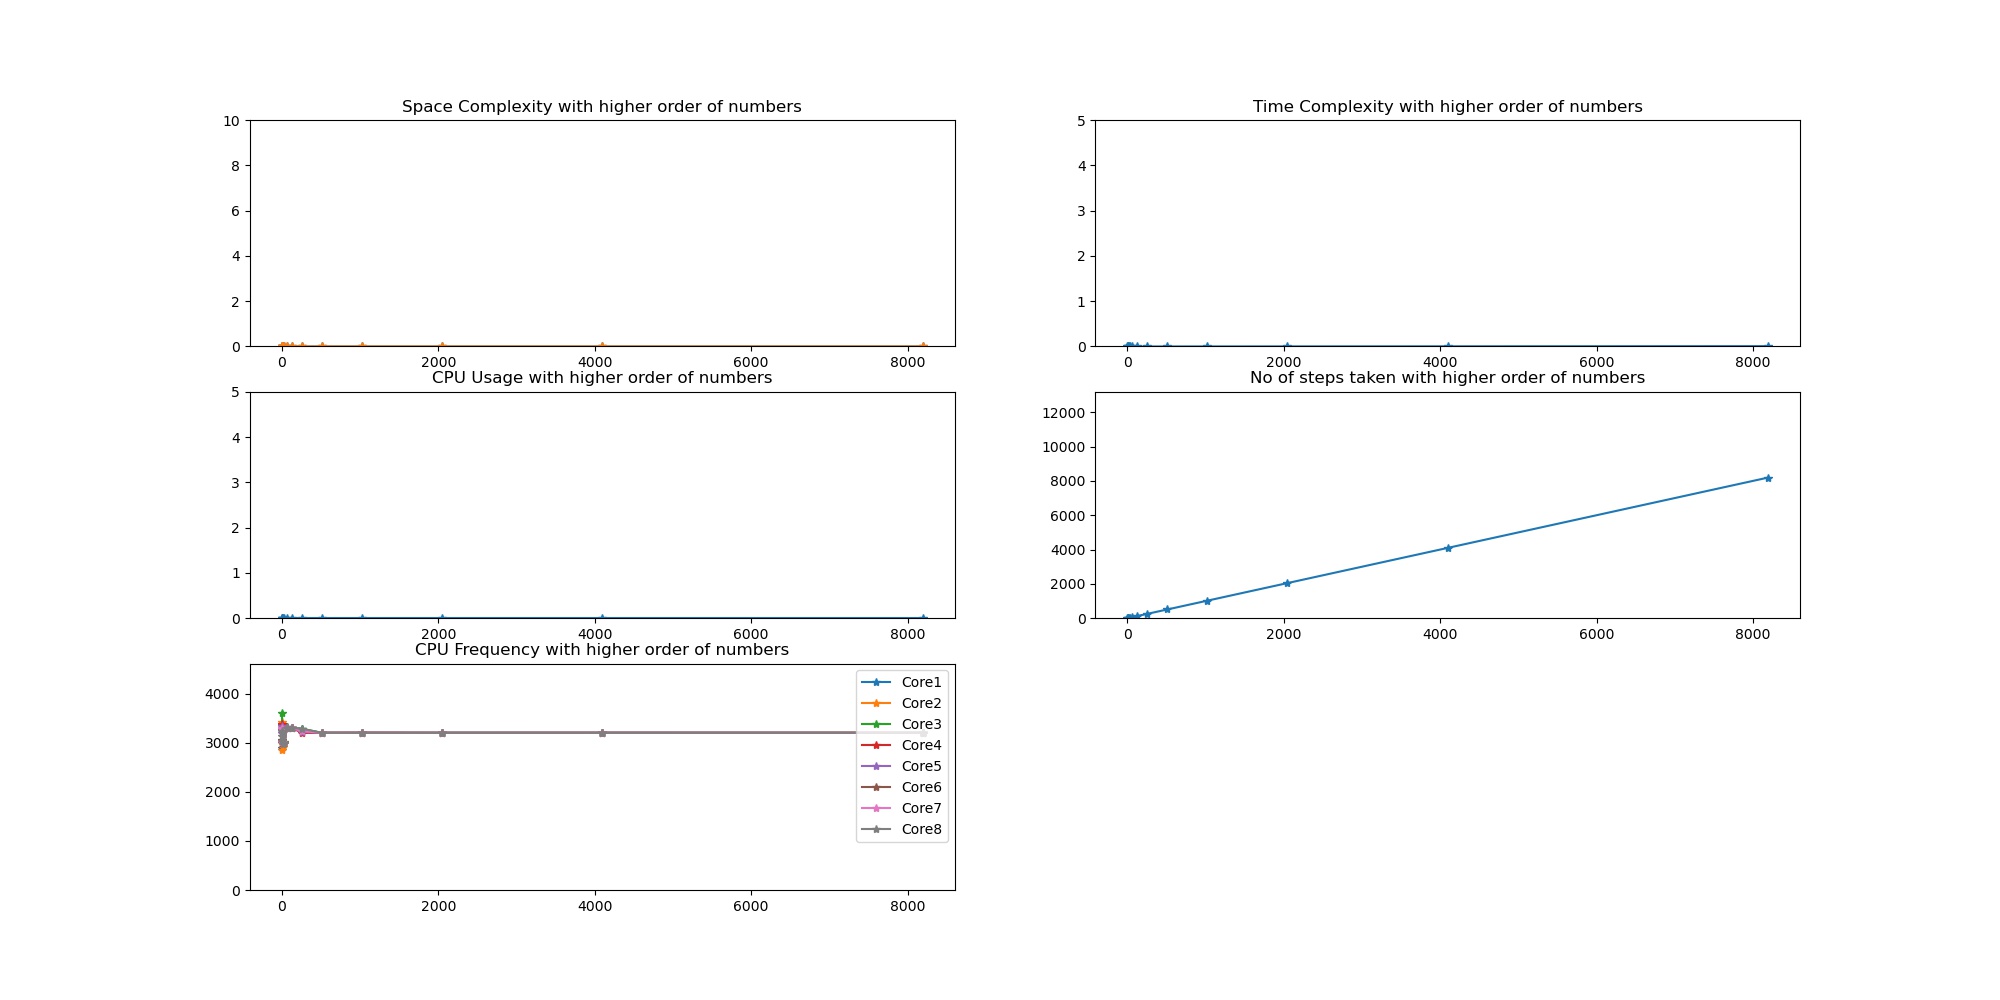 Space Complexity with higher order of numbers
10
8
6
4
2
0
0 2000 4000 6000 8000
Time Complexity with higher order of numbers
5
4
3
2
1
0
0 2000 4000 6000 8000
CPU Usage with higher order of numbers
5
4
3
2
1
0
0 2000 4000 6000 8000
No of steps taken with higher order of numbers
12000
10000
8000
6000
4000
2000
0
0 2000 4000 6000 8000
CPU Frequency with higher order of numbers
4000
3000
2000
1000
0
0 2000 4000 6000 8000
Core1
Core2
Core3
Core4
Core5
Core6
Core7
Core8